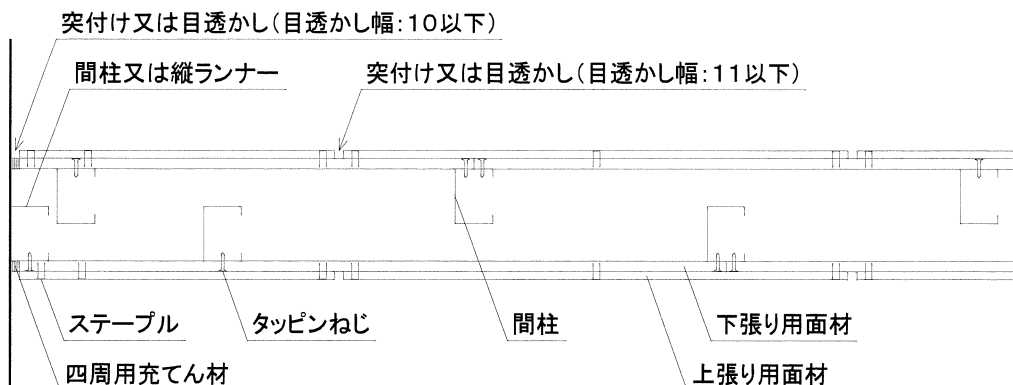 突付け又は目透かし(目透かし幅:10以下)
間柱又は縦ランナー
突付け又は目透かし(目透かし幅:11以下)
ステープル
タッピンねじ
間柱
下張り用面材
四周用充てん材
上張り用面材